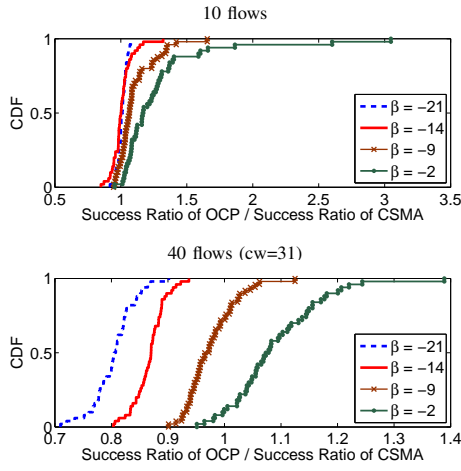 10 flows
CDF
1
0.5
0
0.5 1 1.5 2 2.5 3 3.5
β = −21
β = −14
β = −9
β = −2
Success Ratio of OCP / Success Ratio of CSMA
40 flows (cw=31)
CDF
1
0.5
0
0.7 0.8 0.9 1 1.1 1.2 1.3 1.4
β = −21
β = −14
β = −9
β = −2
Success Ratio of OCP / Success Ratio of CSMA